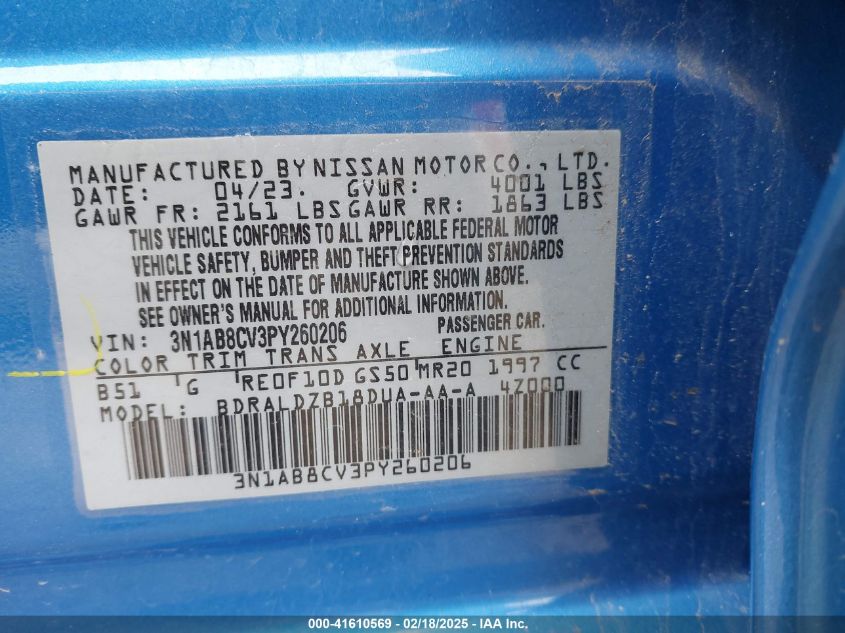 MANUFACTURED BY NISSAN MOTOR CO., LTD.
DATE: 04/23. GVWR: 4001 LBS
GAWR FR: 2161 LBS GAWR RR: 1863 LBS
THIS VEHICLE CONFORMS TO ALL APPLICABLE FEDERAL MOTOR
VEHICLE SAFETY, BUMPER AND THEFT PREVENTION STANDARDS
IN EFFECT ON THE DATE OF MANUFACTURE SHOWN ABOVE.
SEE OWNER'S MANUAL FOR ADDITIONAL INFORMATION.
VIN: 3N1AB8CV3PY260206 PASSENGER CAR.
COLOR TRIM TRANS AXLE ENGINE
B51 G RE0F10D GS50 MR20 1997 CC
MODEL: BDRALDZB18DUA-AA-A 4Z000
3N1AB8CV3PY260206
000-41610569 - 02/18/2025 - IAA Inc.